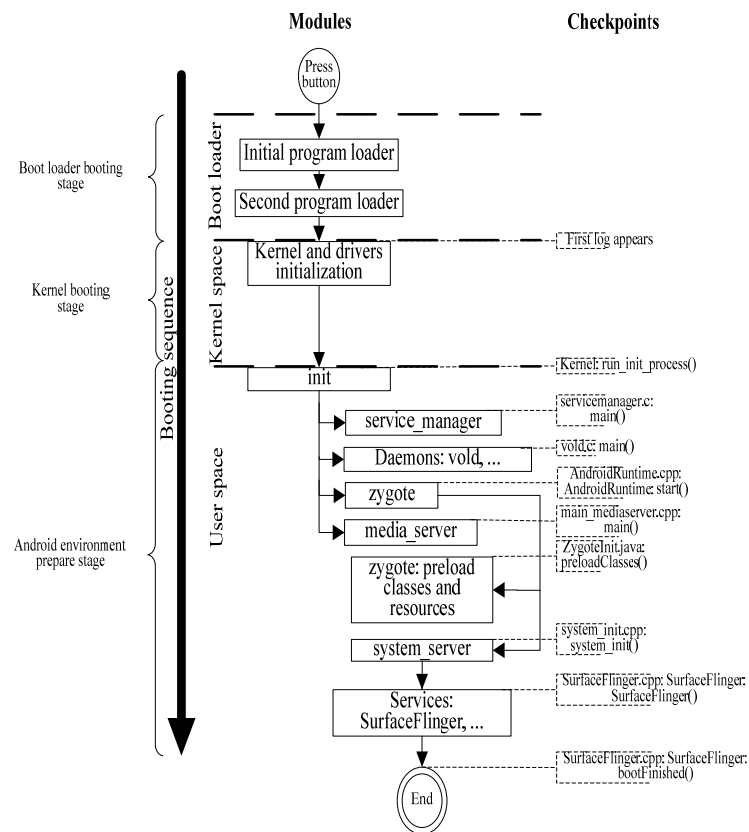 Modules
Checkpoints
Press
button
Boot loader booting
stage
Boot loader
Initial program loader
Second program loader
First log appears
Kernel and drivers
initialization
Kernel booting
stage
Kernel space
Booting sequence
Kernel: run_init_process()
init
servicemanager.c:
main()
service_manager
vold.c: main()
Daemons: vold, ...
AndroidRuntime.cpp:
AndroidRuntime: start()
zygote
main_mediaserver.cpp:
main()
media_server
User space
Android environment
prepare stage
ZygoteInit.java:
preloadClasses()
zygote: preload
classes and
resources
system_init.cpp:
system_init()
system_server
SurfaceFlinger.cpp: SurfaceFlinger:
SurfaceFlinger()
Services:
SurfaceFlinger, ...
SurfaceFlinger.cpp: SurfaceFlinger:
bootFinished()
End